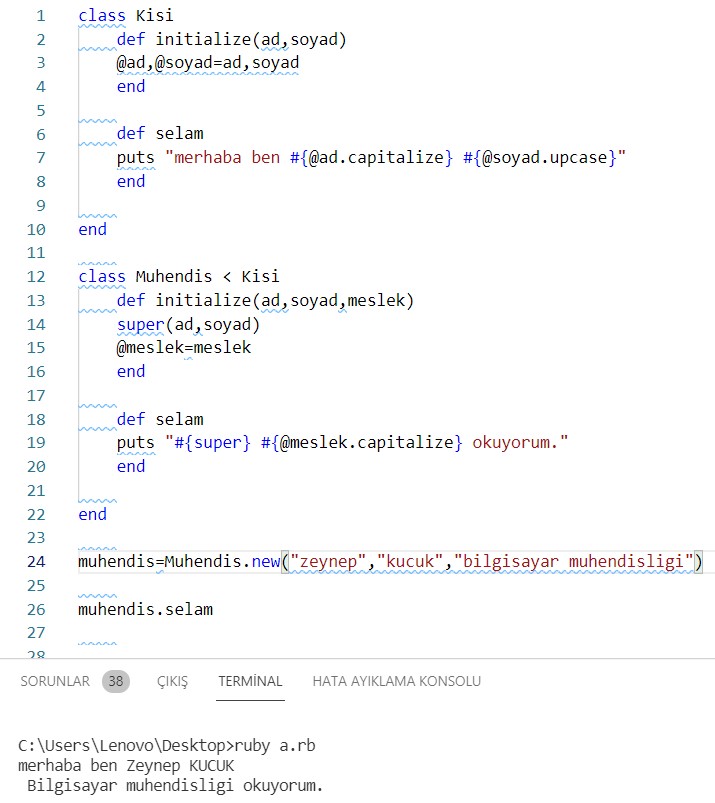 1 class Kisi
2 def initialize(ad,soyad)
3 @ad,@soyad=ad,soyad
4 end
5
6 def selam
7 puts "merhaba ben #{@ad.capitalize} #{@soyad.upcase}"
8 end
9
10 end
11
12 class Muhendis < Kisi
13 def initialize(ad,soyad,meslek)
14 super(ad,soyad)
15 @meslek=meslek
16 end
17
18 def selam
19 puts "#{super} #{@meslek.capitalize} okuyorum."
20 end
21
22 end
23
24 muhendis=Muhendis.new("zeynep","kucuk","bilgisayar muhendisligi")
25
26 muhendis.selam
27
28
SORUNLAR 38 ÇIKIŞ TERMİNAL HATA AYIKLAMA KONSOLU
C:\Users\Lenovo\Desktop>ruby a.rb
merhaba ben Zeynep KUCUK
Bilgisayar muhendisligi okuyorum.